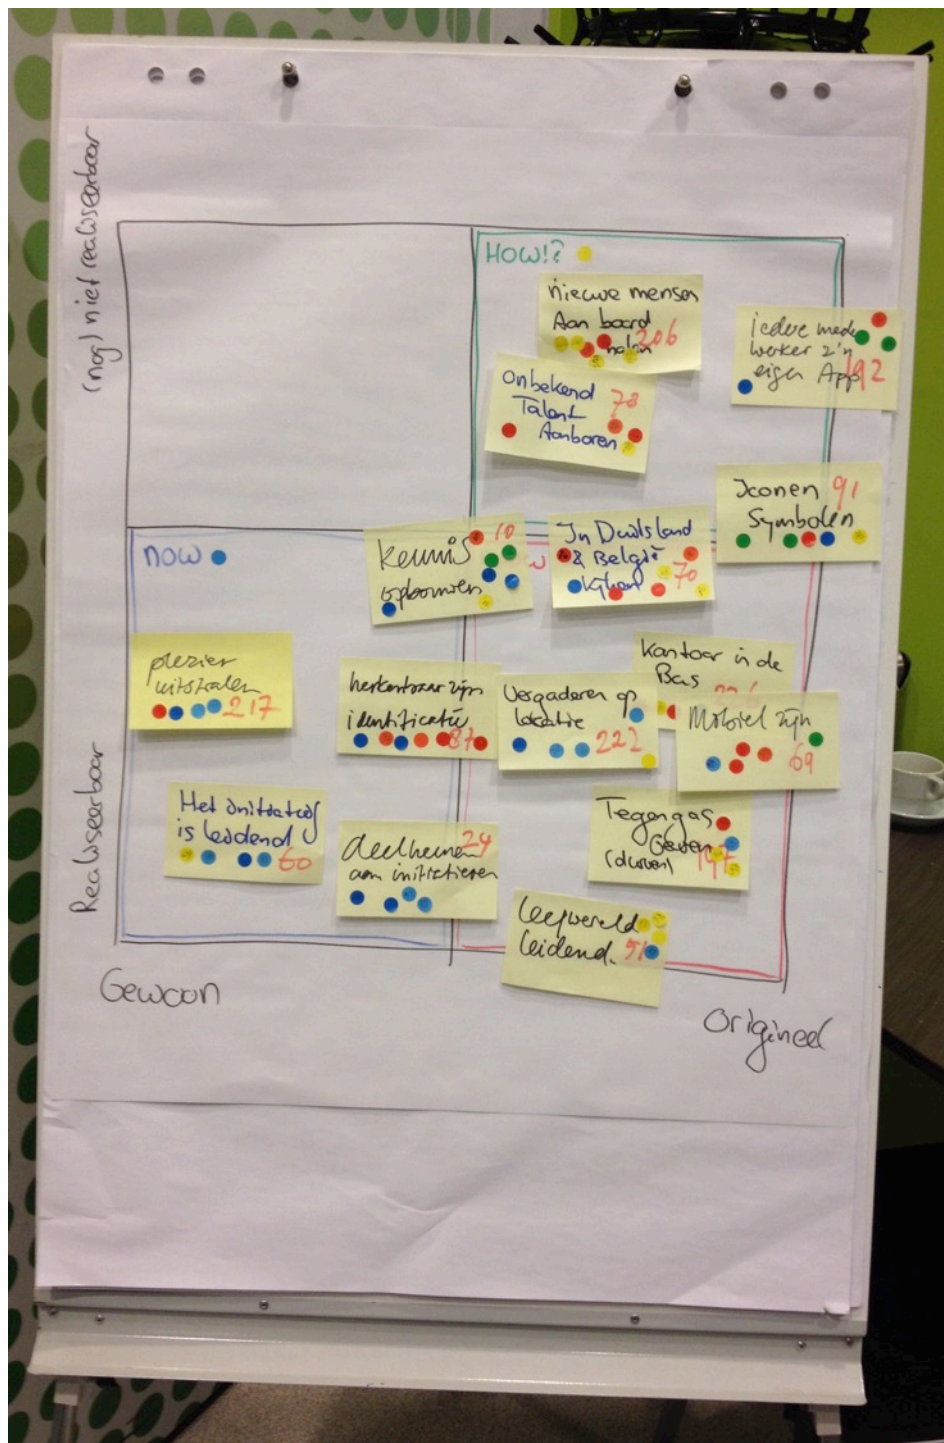 (nog) niet realiseerbaar
HOW!?
nieuwe mensen
Aan boord
halen 206
iedere mede
werker z'n
eigen App 192
Onbekend
Talent 78
Aanboren
Iconen 91
Symbolen
NOW
kennis 10
opbouwen
W
In Duitsland
& België
kijken 70
plezier
uitstralen
217
herkenbaar zijn
identificatie
87
Vergaderen op
locatie
222
kantoor in de
Bas
Mobiel zijn
69
Realiseerbaar
Het initiatief
is leidend
60
deelnemen 24
aan initiatieven
Tegengas
Geven
(durven) 197
leefwereld
leidend. 51
Gewoon
Origineel